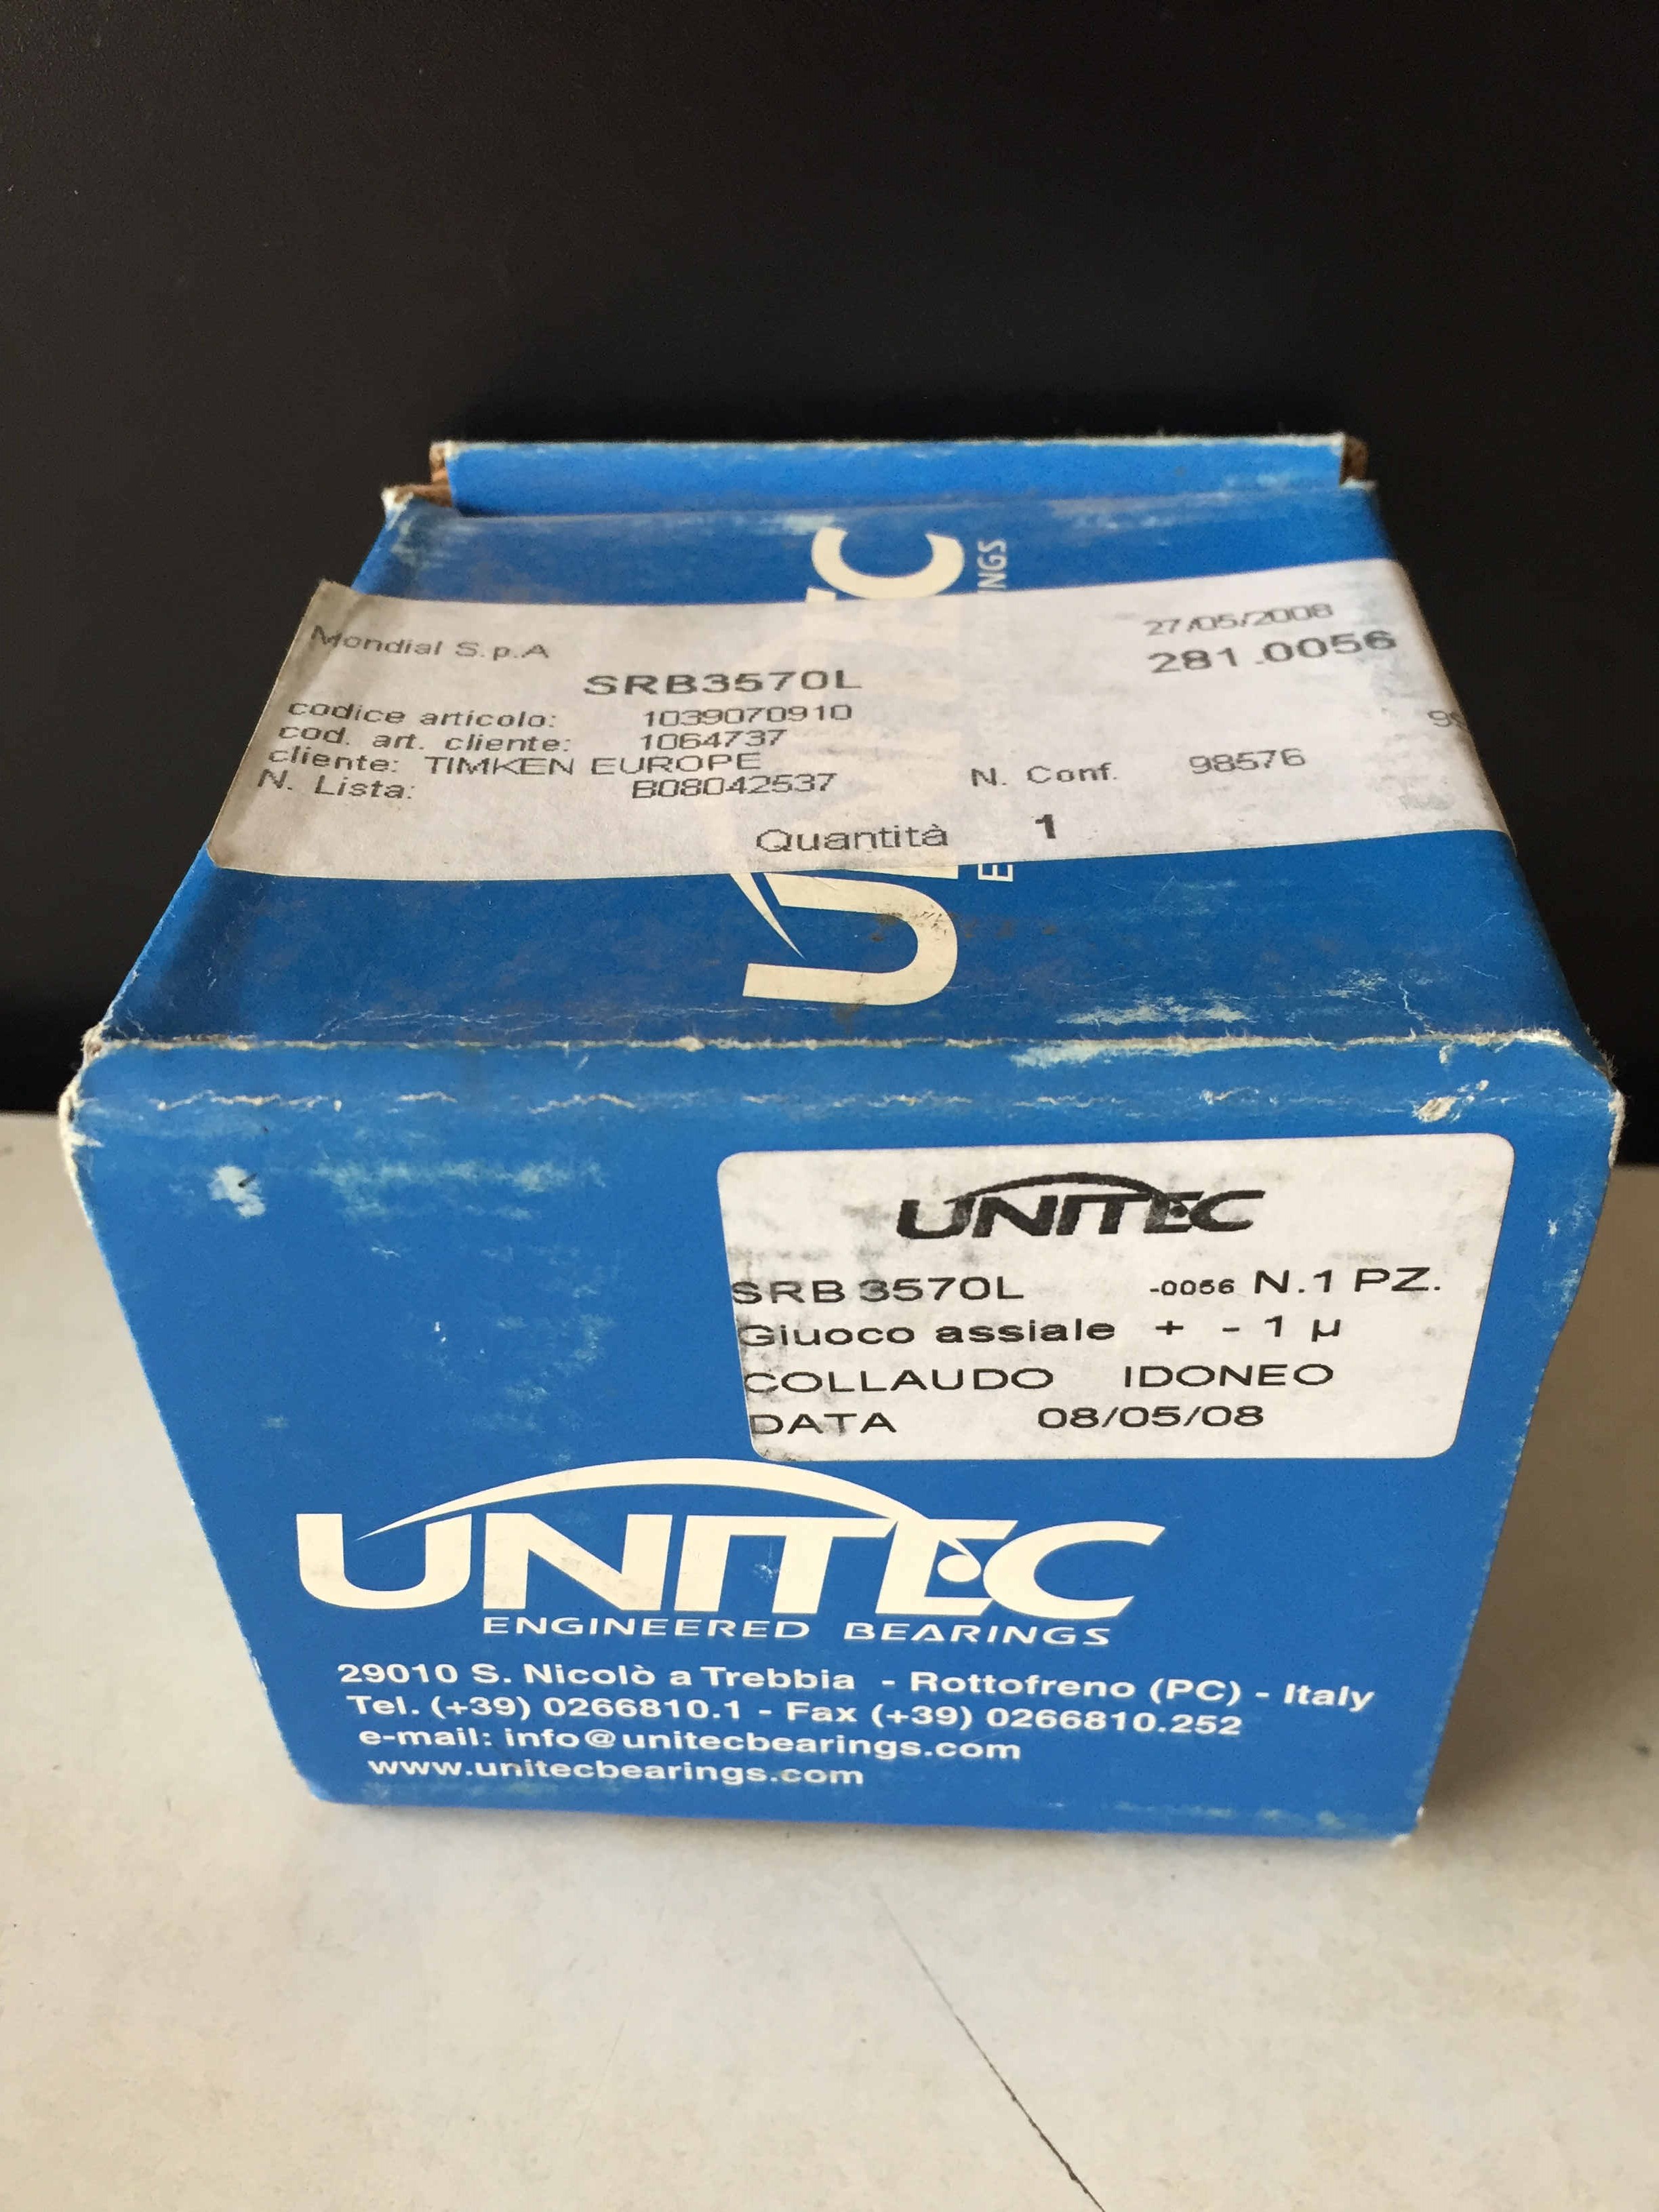 UNITEC
Mondial S.p.A
27/05/2008
SRB3570L
281.0056
codice articolo: 1039070910
cod. art. cliente: 1064737
cliente: TIMKEN EUROPE
N. Lista: B08042537
N. Conf. 98576
Quantità 1
UNITEC
SRB 3570L -0056 N.1 PZ.
Giuoco assiale + - 1 µ
COLLAUDO IDONEO
DATA 08/05/08
UNITEC
ENGINEERED BEARINGS
29010 S. Nicolò a Trebbia - Rottofreno (PC) - Italy
Tel. (+39) 0266810.1 - Fax (+39) 0266810.252
e-mail: info@unitecbearings.com
www.unitecbearings.com